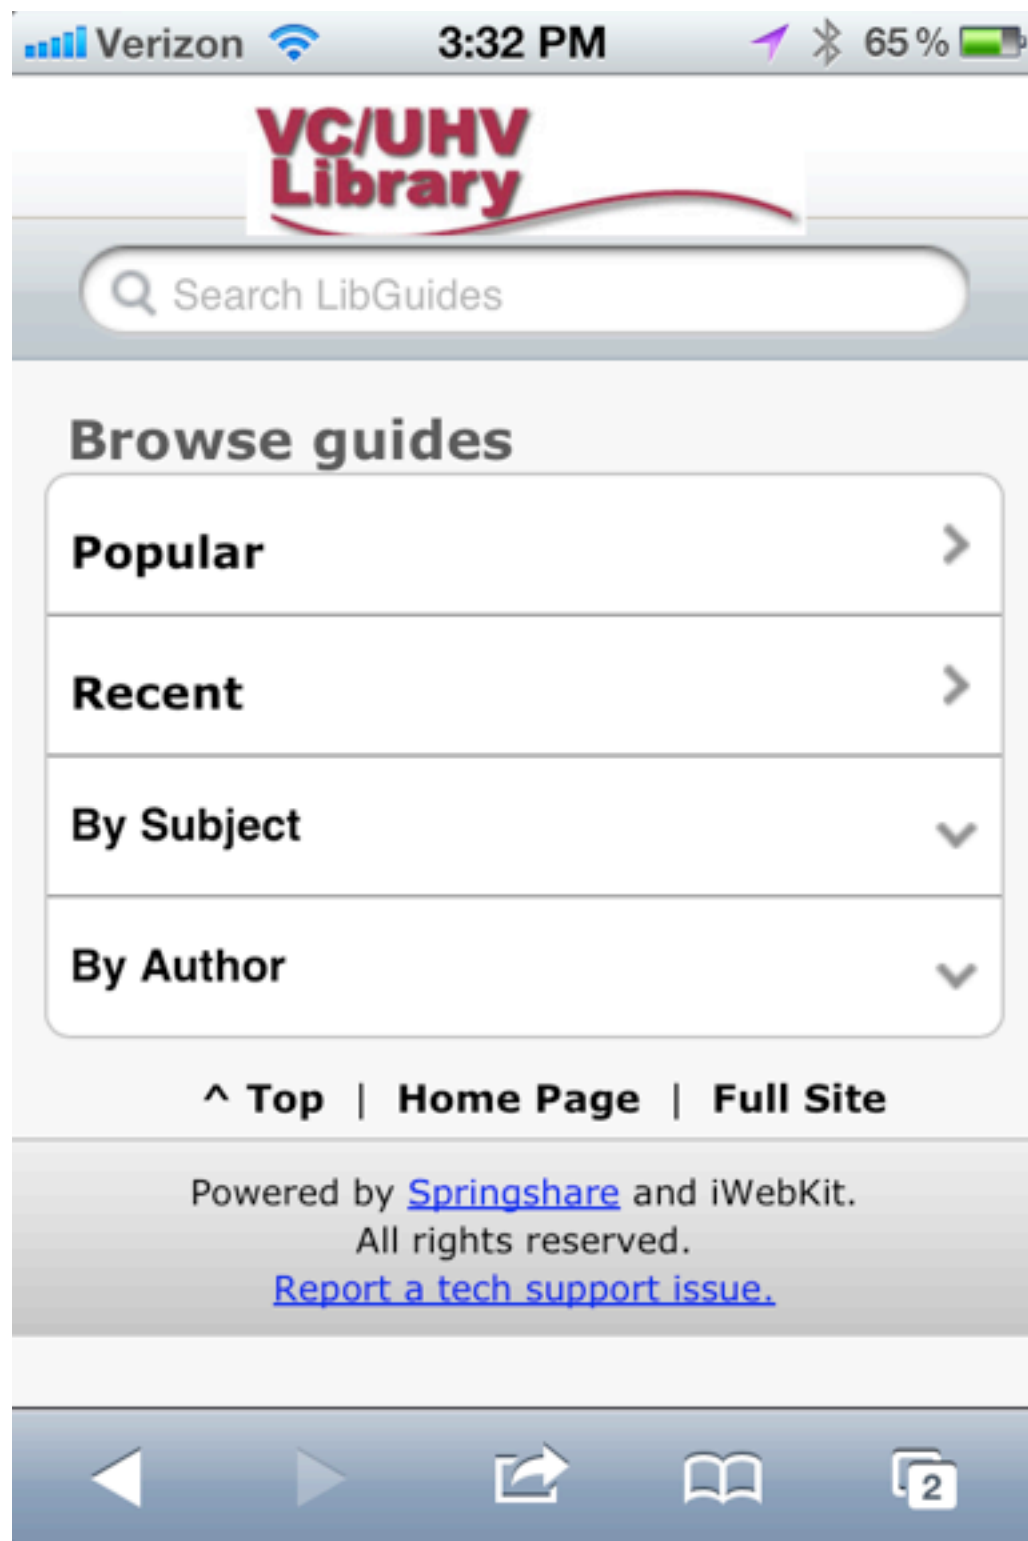 Verizon 3:32 PM 65%
VC/UHV
Library
Search LibGuides
Browse guides
Popular
Recent
By Subject
By Author
^ Top | Home Page | Full Site
Powered by Springshare and iWebKit.
All rights reserved.
Report a tech support issue.
2